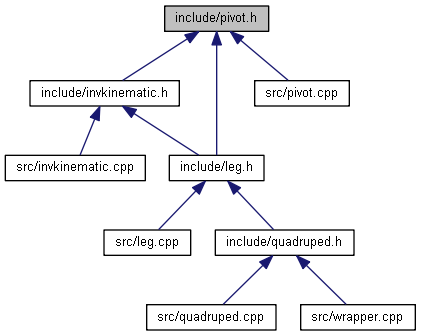 include/pivot.h
include/invkinematic.h
src/pivot.cpp
src/invkinematic.cpp
include/leg.h
src/leg.cpp
include/quadruped.h
src/quadruped.cpp
src/wrapper.cpp